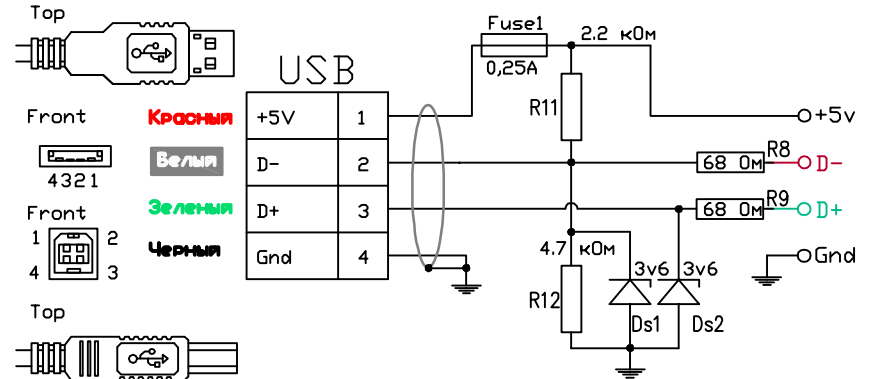 Top
Fuse1
0,25A
2.2 кОм
USB
R11
Front
Красный
+5V 1
+5v
Белый
D- 2
68 Ом
R8
D-
4321
Зеленый
D+ 3
68 Ом
R9
D+
Front
1 2
4 3
Черный
Gnd 4
4.7 кОм
Gnd
3v6 3v6
R12
Ds1 Ds2
Top